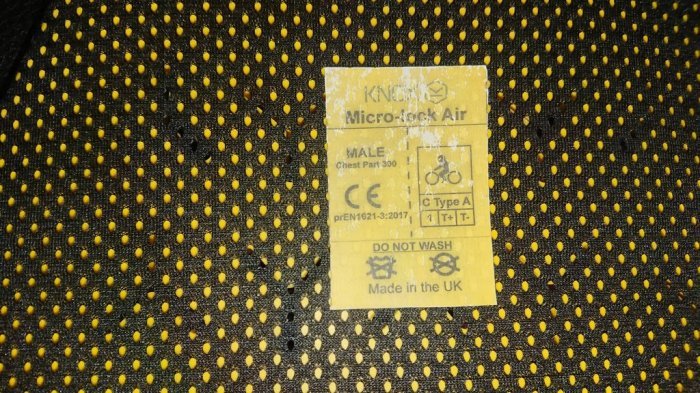 KNOX
Micro-lock Air
MALE
Chest Part 390
CE
prEN1621-3:2017
C Type A
1 T+ T-
DO NOT WASH
Made in the UK